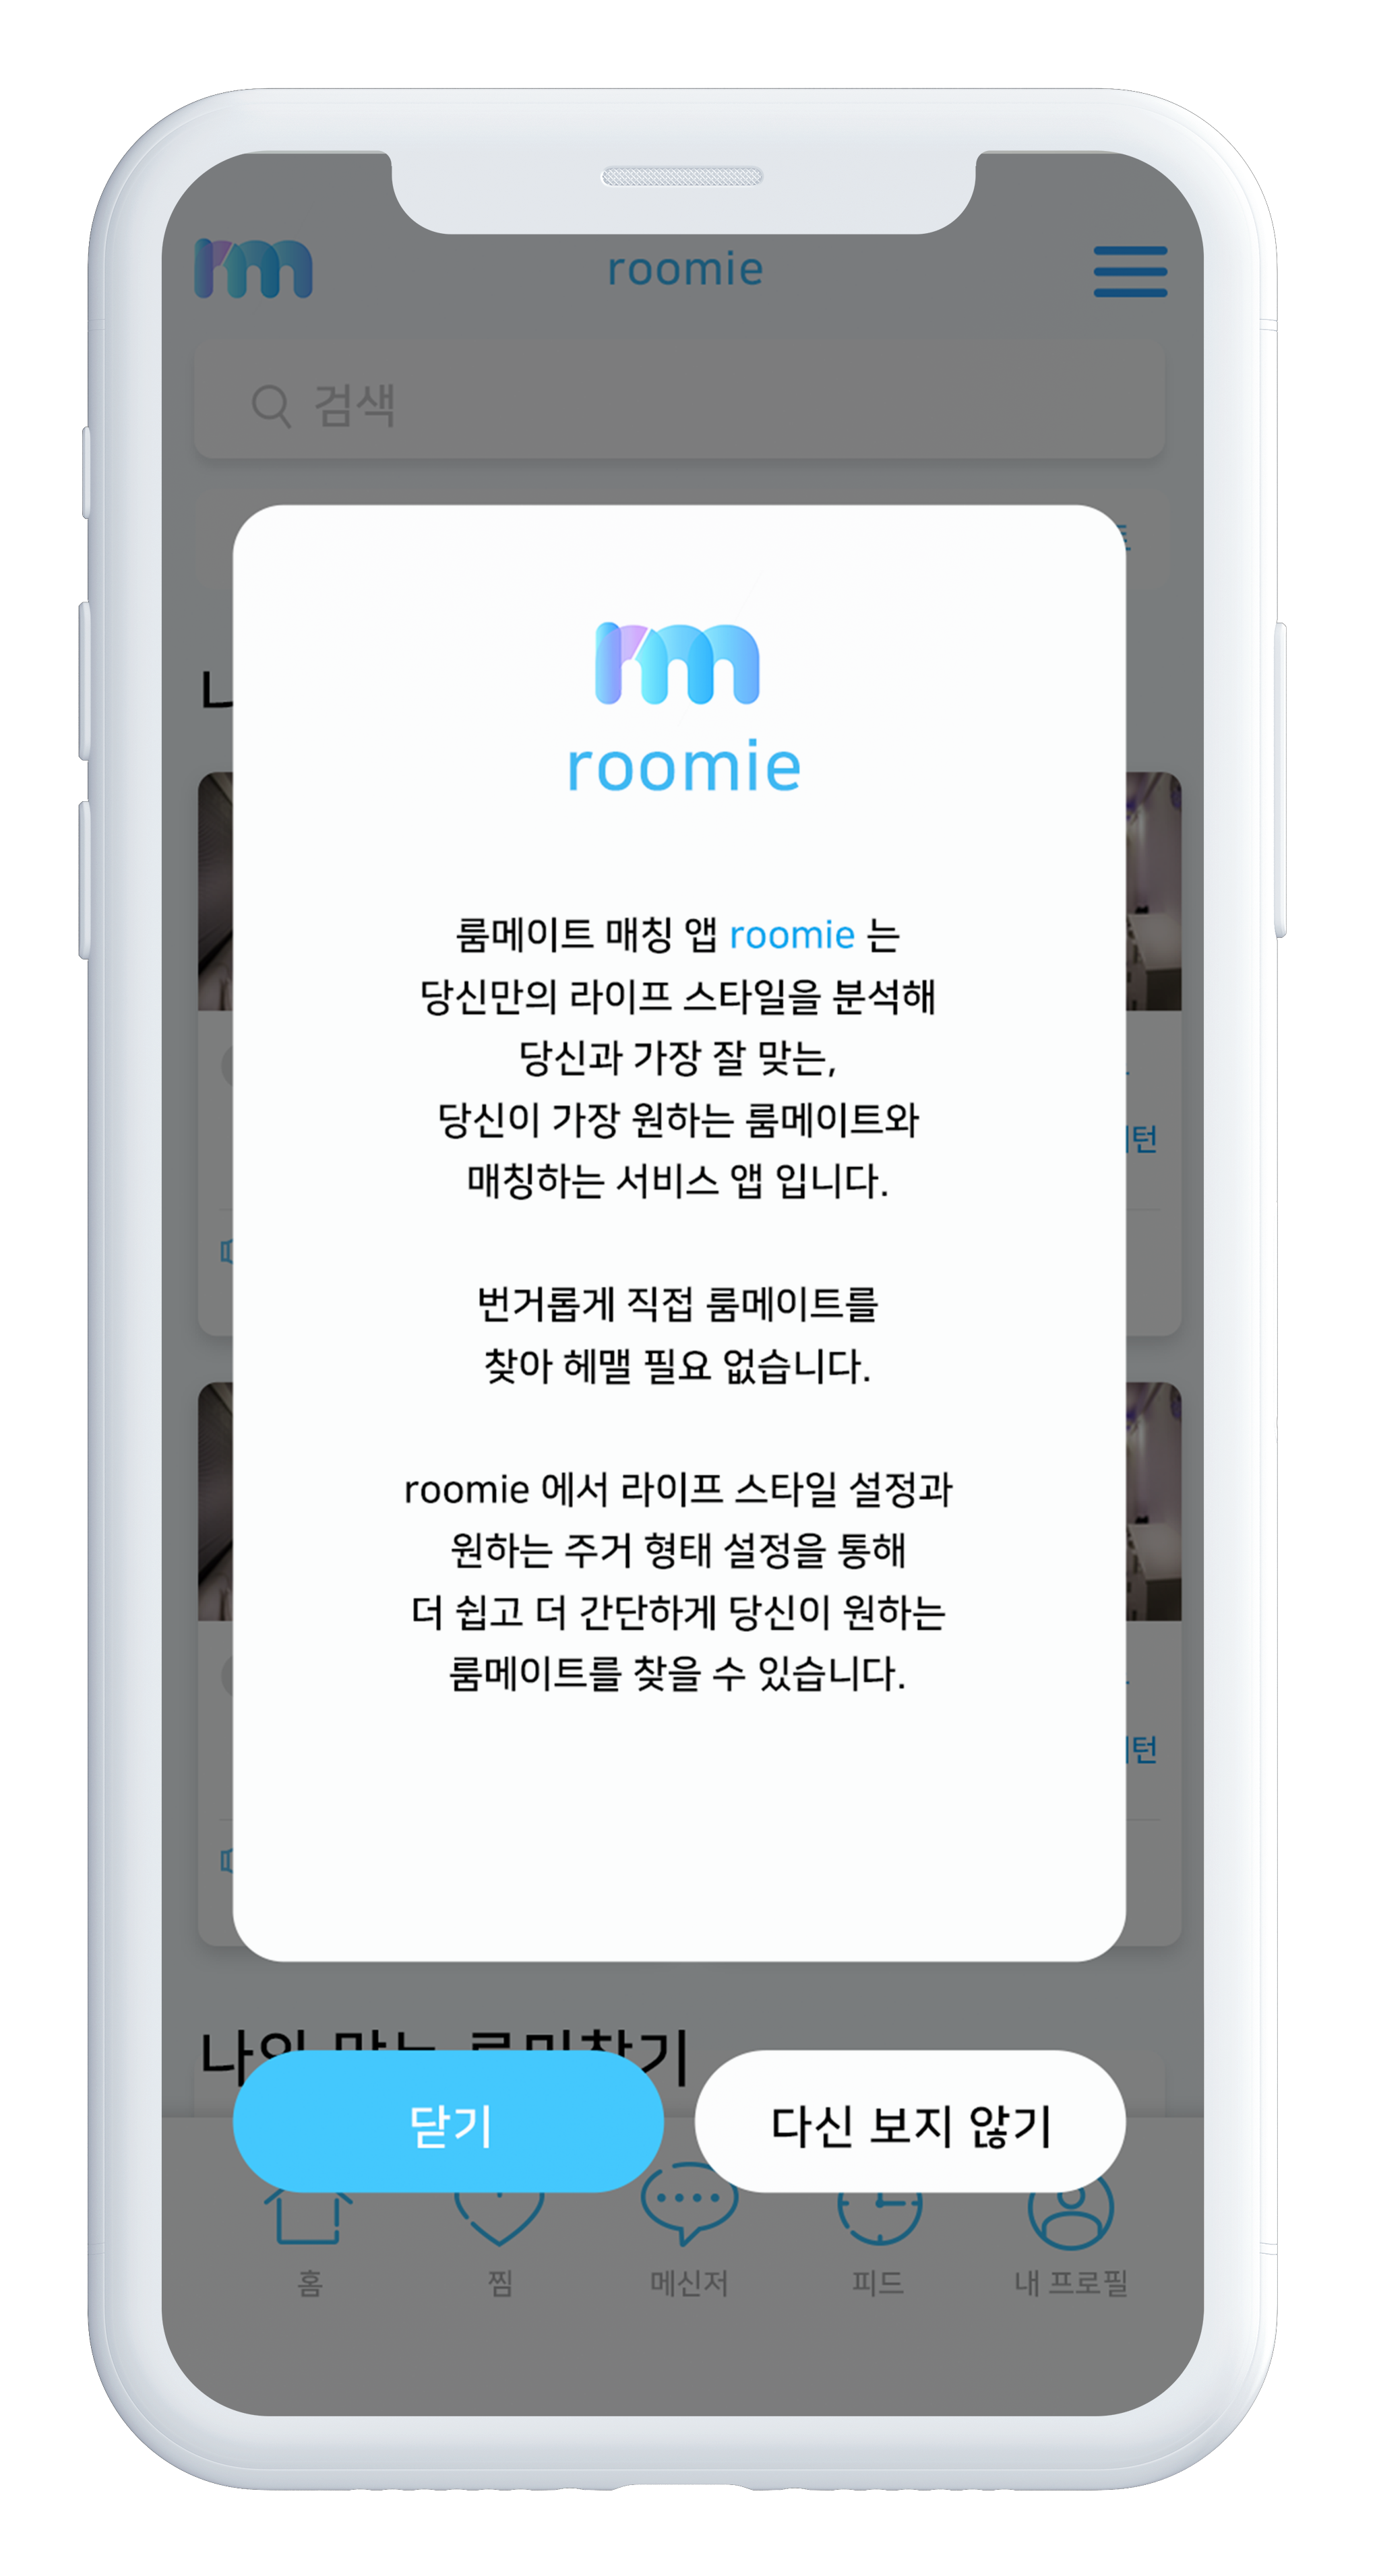 rm
roomie
검색
rm
roomie
룸메이트 매칭 앱 roomie 는
당신만의 라이프 스타일을 분석해
당신과 가장 잘 맞는,
당신이 가장 원하는 룸메이트와
매칭하는 서비스 앱 입니다.
번거롭게 직접 룸메이트를
찾아 헤맬 필요 없습니다.
roomie 에서 라이프 스타일 설정과
원하는 주거 형태 설정을 통해
더 쉽고 더 간단하게 당신이 원하는
룸메이트를 찾을 수 있습니다.
닫기
다신 보지 않기
홈
찜
메신저
피드
내 프로필